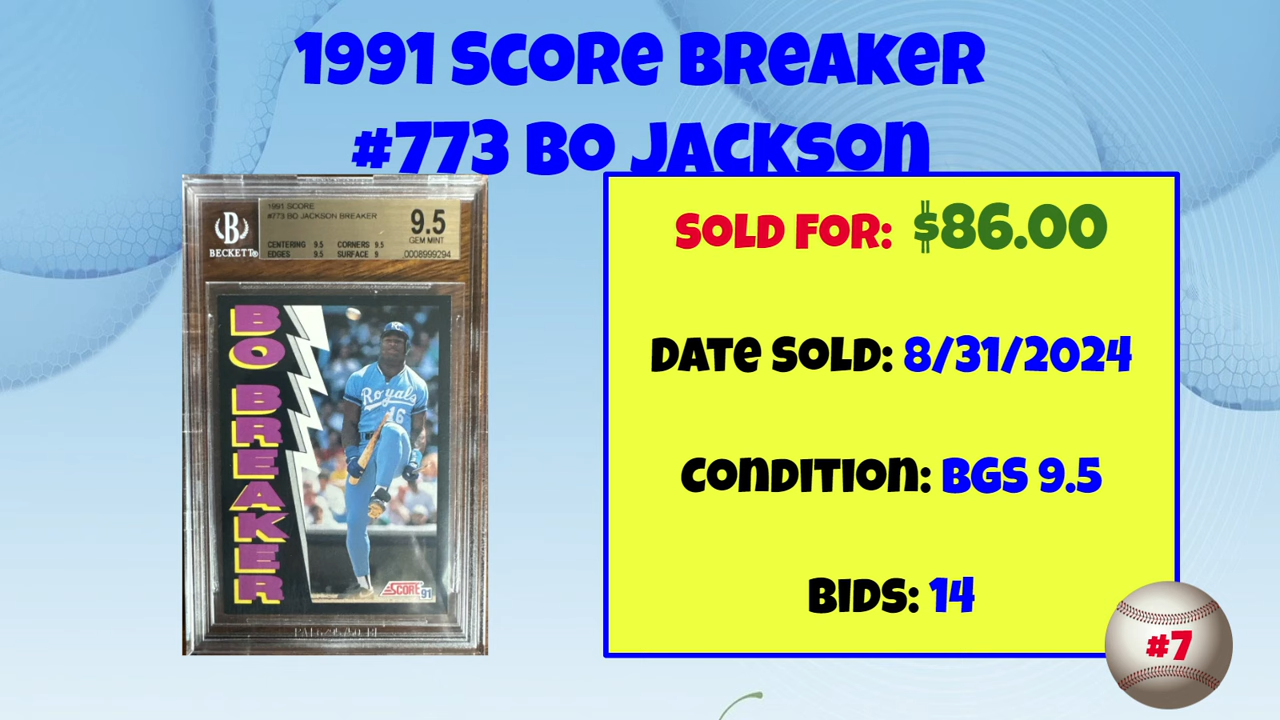 1991 Score Breaker
#773 Bo Jackson
B
BECKETT®
1991 SCORE
#773 BO JACKSON BREAKER
9.5
GEM MINT
CENTERING 9.5 CORNERS 9.5
EDGES 9.5 SURFACE 9
0008999294
BO BREAKER
Royals
16
SCORE 91
Sold For: $86.00
Date Sold: 8/31/2024
Condition: BGS 9.5
Bids: 14
#7